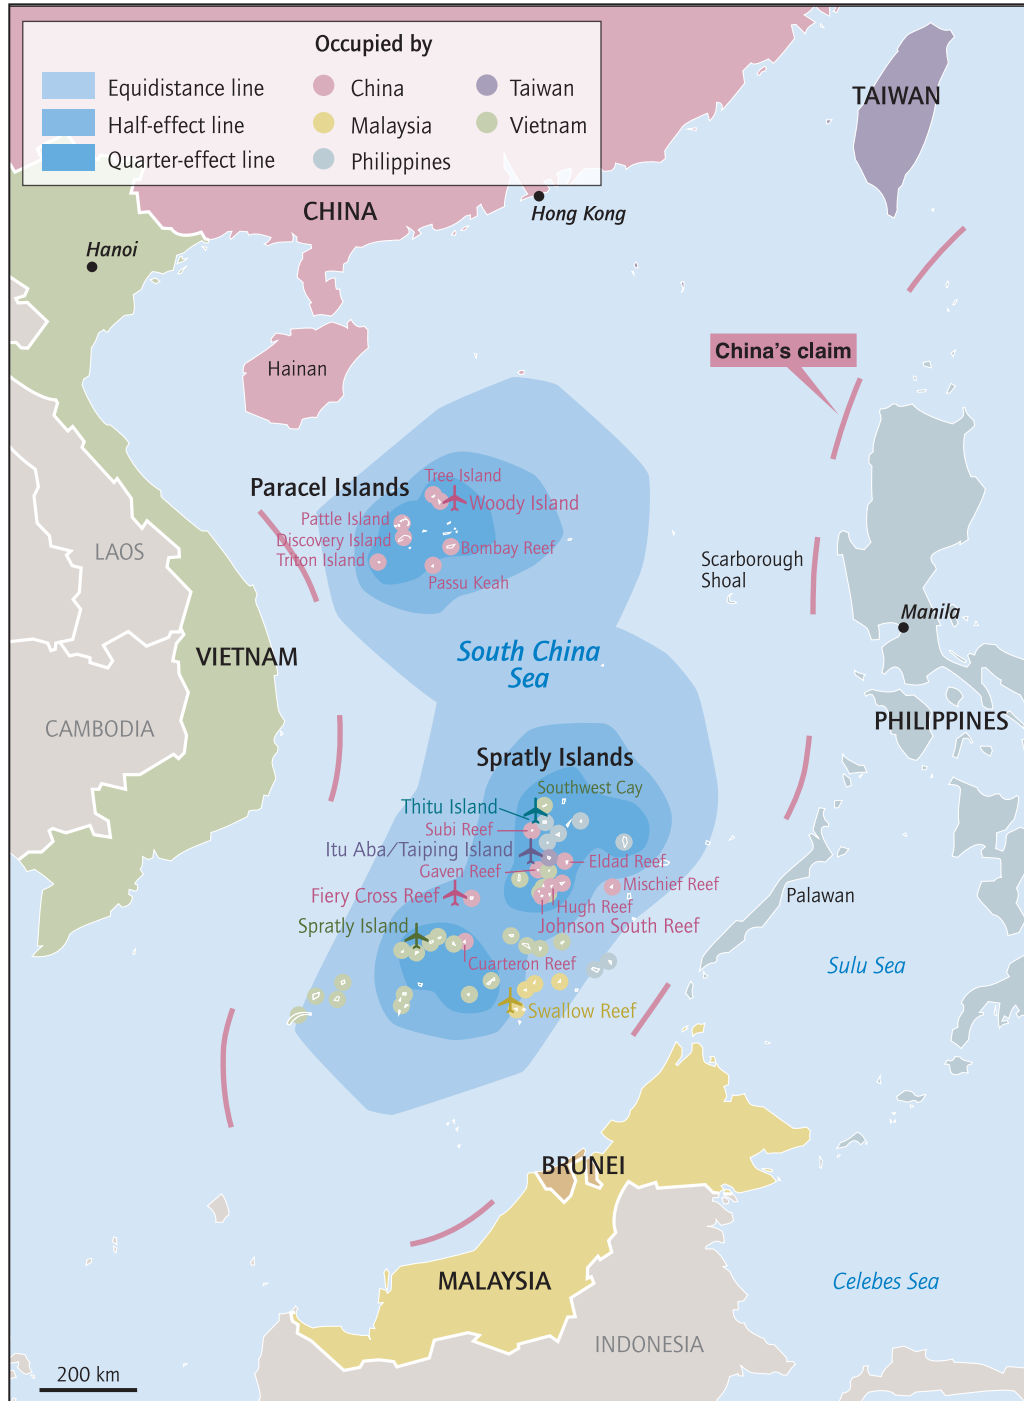 Occupied by
Equidistance line
Half-effect line
Quarter-effect line
China
Malaysia
Philippines
Taiwan
Vietnam
TAIWAN
CHINA
Hong Kong
Hanoi
Hainan
China's claim
Paracel Islands
Tree Island
Woody Island
Pattle Island
Discovery Island
Triton Island
Bombay Reef
Passu Keah
LAOS
Scarborough
Shoal
Manila
VIETNAM
South China
Sea
CAMBODIA
PHILIPPINES
Spratly Islands
Southwest Cay
Thitu Island
Subi Reef
Itu Aba/Taiping Island
Eldad Reef
Gaven Reef
Mischief Reef
Fiery Cross Reef
Hugh Reef
Johnson South Reef
Palawan
Spratly Island
Cuarteron Reef
Sulu Sea
Swallow Reef
BRUNEI
MALAYSIA
Celebes Sea
INDONESIA
200 km